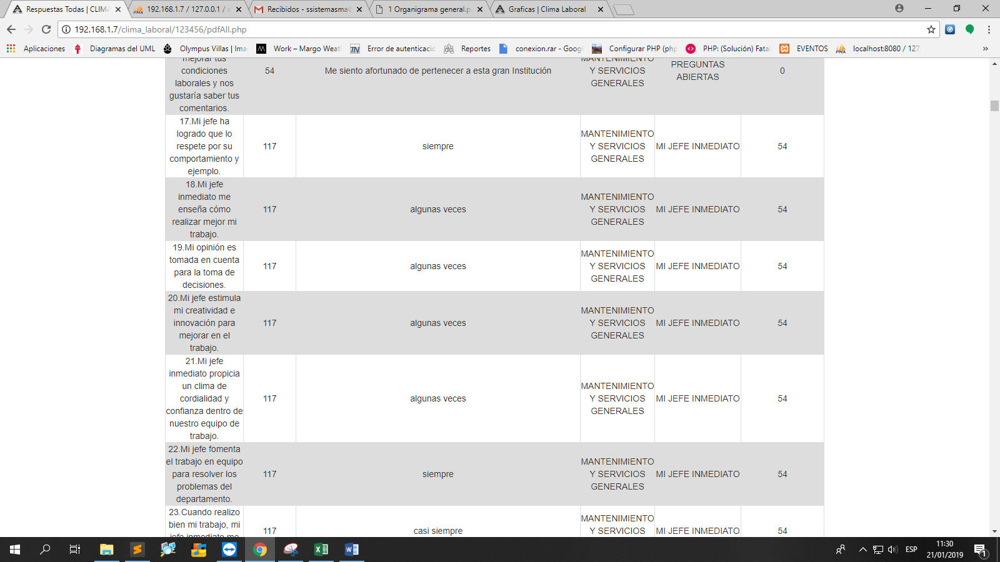 Respuestas Todas | CLIMA
192.168.1.7 / 127.0.0.1 / c
Recibidos - ssistemasma
1 Organigrama general.p
Graficas | Clima Laboral
192.168.1.7/clima_laboral/123456/pdfAll.php
Aplicaciones
Diagramas del UML
Olympus Villas | Ima
Work – Margo Weat
Error de autenticacio
Reportes
conexion.rar - Googl
Configurar PHP (php
PHP: (Solución) Fatal
EVENTOS
localhost:8080 / 127
»
mejorar tus
condiciones
laborales y nos
gustaría saber tus
comentarios.
54
Me siento afortunado de pertenecer a esta gran Institución
MANTENIMIENTO
Y SERVICIOS
GENERALES
PREGUNTAS
ABIERTAS
0
17.Mi jefe ha
logrado que lo
respete por su
comportamiento y
ejemplo.
117
siempre
MANTENIMIENTO
Y SERVICIOS
GENERALES
MI JEFE INMEDIATO
54
18.Mi jefe
inmediato me
enseña cómo
realizar mejor mi
trabajo.
117
algunas veces
MANTENIMIENTO
Y SERVICIOS
GENERALES
MI JEFE INMEDIATO
54
19.Mi opinión es
tomada en cuenta
para la toma de
decisiones.
117
algunas veces
MANTENIMIENTO
Y SERVICIOS
GENERALES
MI JEFE INMEDIATO
54
20.Mi jefe estimula
mi creatividad e
innovación para
mejorar en el
trabajo.
117
algunas veces
MANTENIMIENTO
Y SERVICIOS
GENERALES
MI JEFE INMEDIATO
54
21.Mi jefe
inmediato propicia
un clima de
cordialidad y
confianza dentro de
nuestro equipo de
trabajo.
117
algunas veces
MANTENIMIENTO
Y SERVICIOS
GENERALES
MI JEFE INMEDIATO
54
22.Mi jefe fomenta
el trabajo en equipo
para resolver los
problemas del
departamento.
117
siempre
MANTENIMIENTO
Y SERVICIOS
GENERALES
MI JEFE INMEDIATO
54
23.Cuando realizo
bien mi trabajo, mi
jefe inmediato me
117
casi siempre
MANTENIMIENTO
Y SERVICIOS
MI JEFE INMEDIATO
54
ESP
11:30
21/01/2019
1